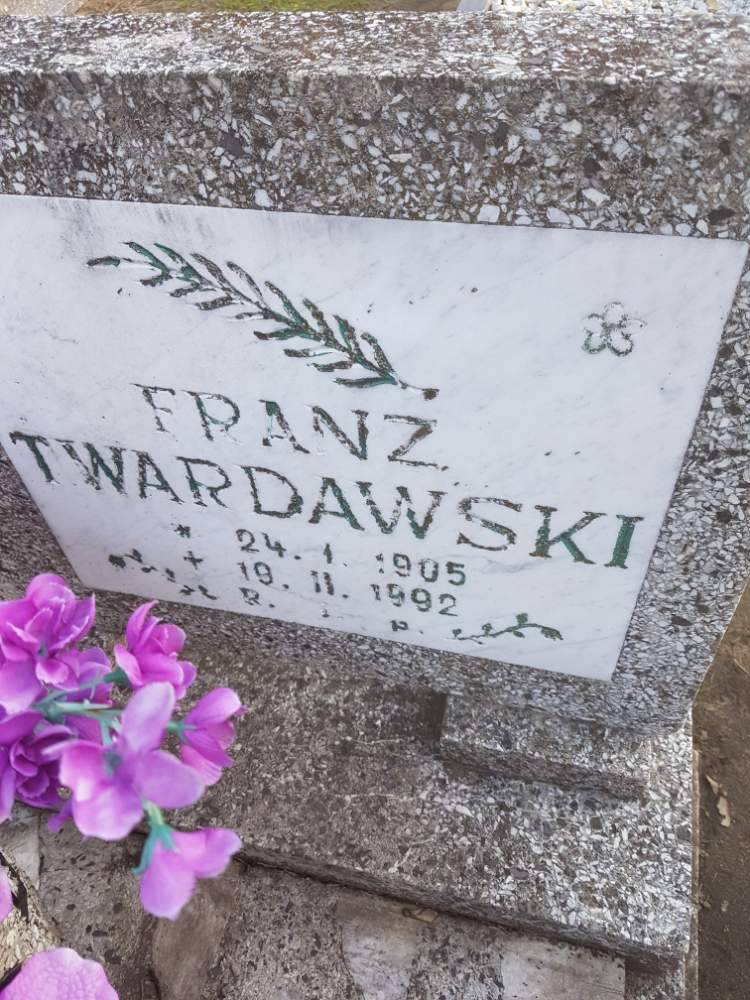 FRANZ
TWARDAWSKI
* 24. 1. 1905
+ 19. 11. 1992
R. I. P.